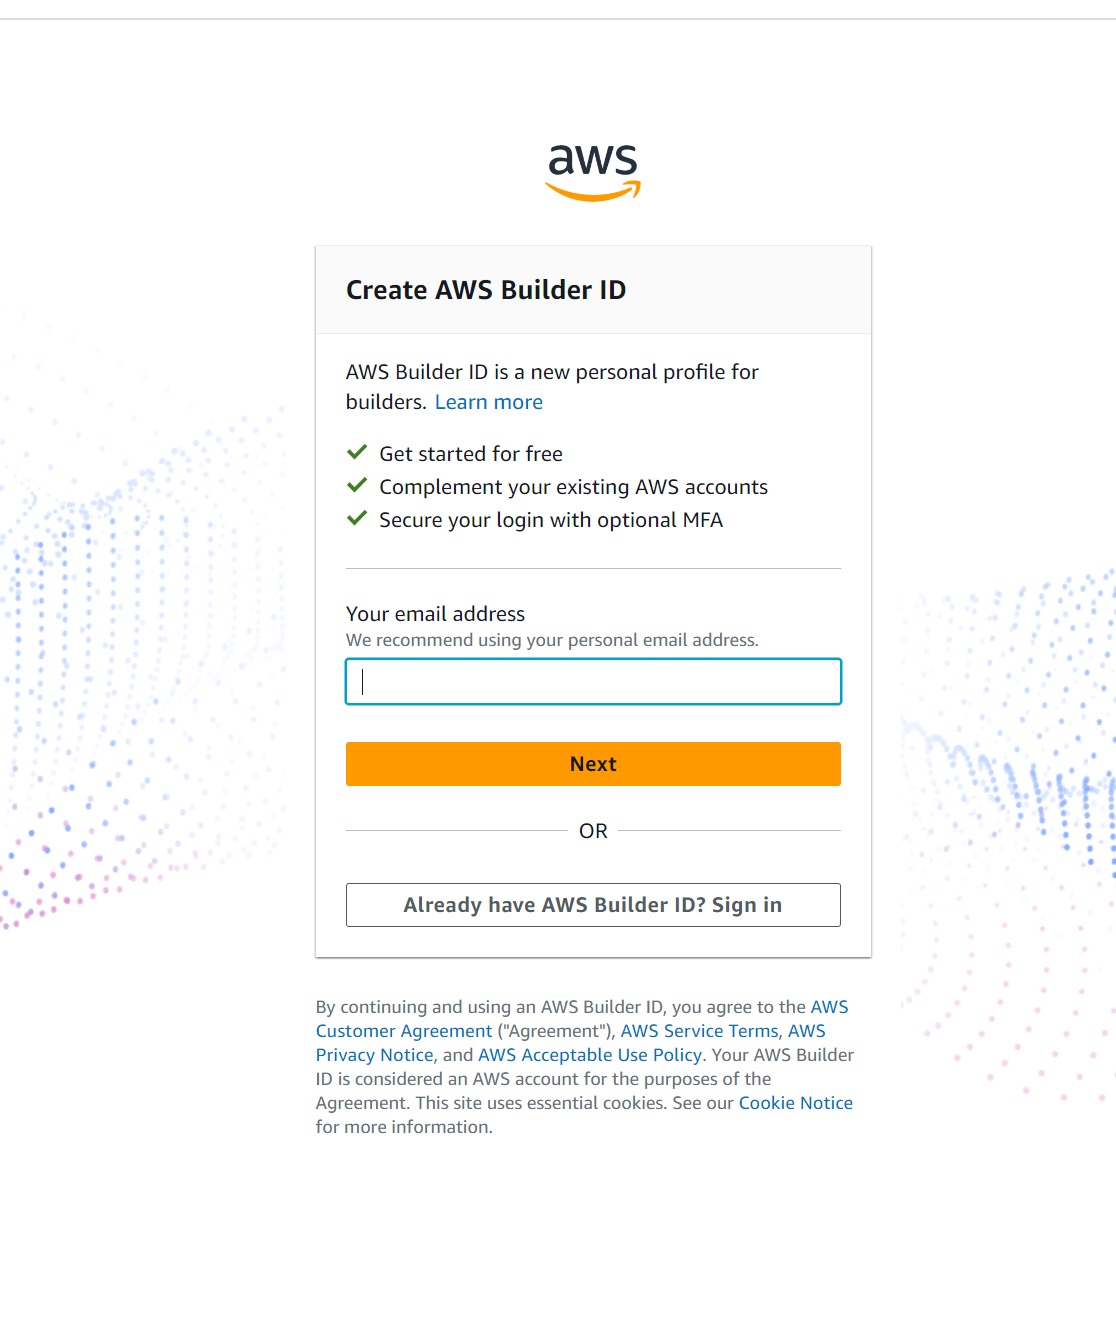 aws
Create AWS Builder ID
AWS Builder ID is a new personal profile for
builders. Learn more
Get started for free
Complement your existing AWS accounts
Secure your login with optional MFA
Your email address
We recommend using your personal email address.
Next
OR
Already have AWS Builder ID? Sign in
By continuing and using an AWS Builder ID, you agree to the AWS
Customer Agreement ("Agreement"), AWS Service Terms, AWS
Privacy Notice, and AWS Acceptable Use Policy. Your AWS Builder
ID is considered an AWS account for the purposes of the
Agreement. This site uses essential cookies. See our Cookie Notice
for more information.